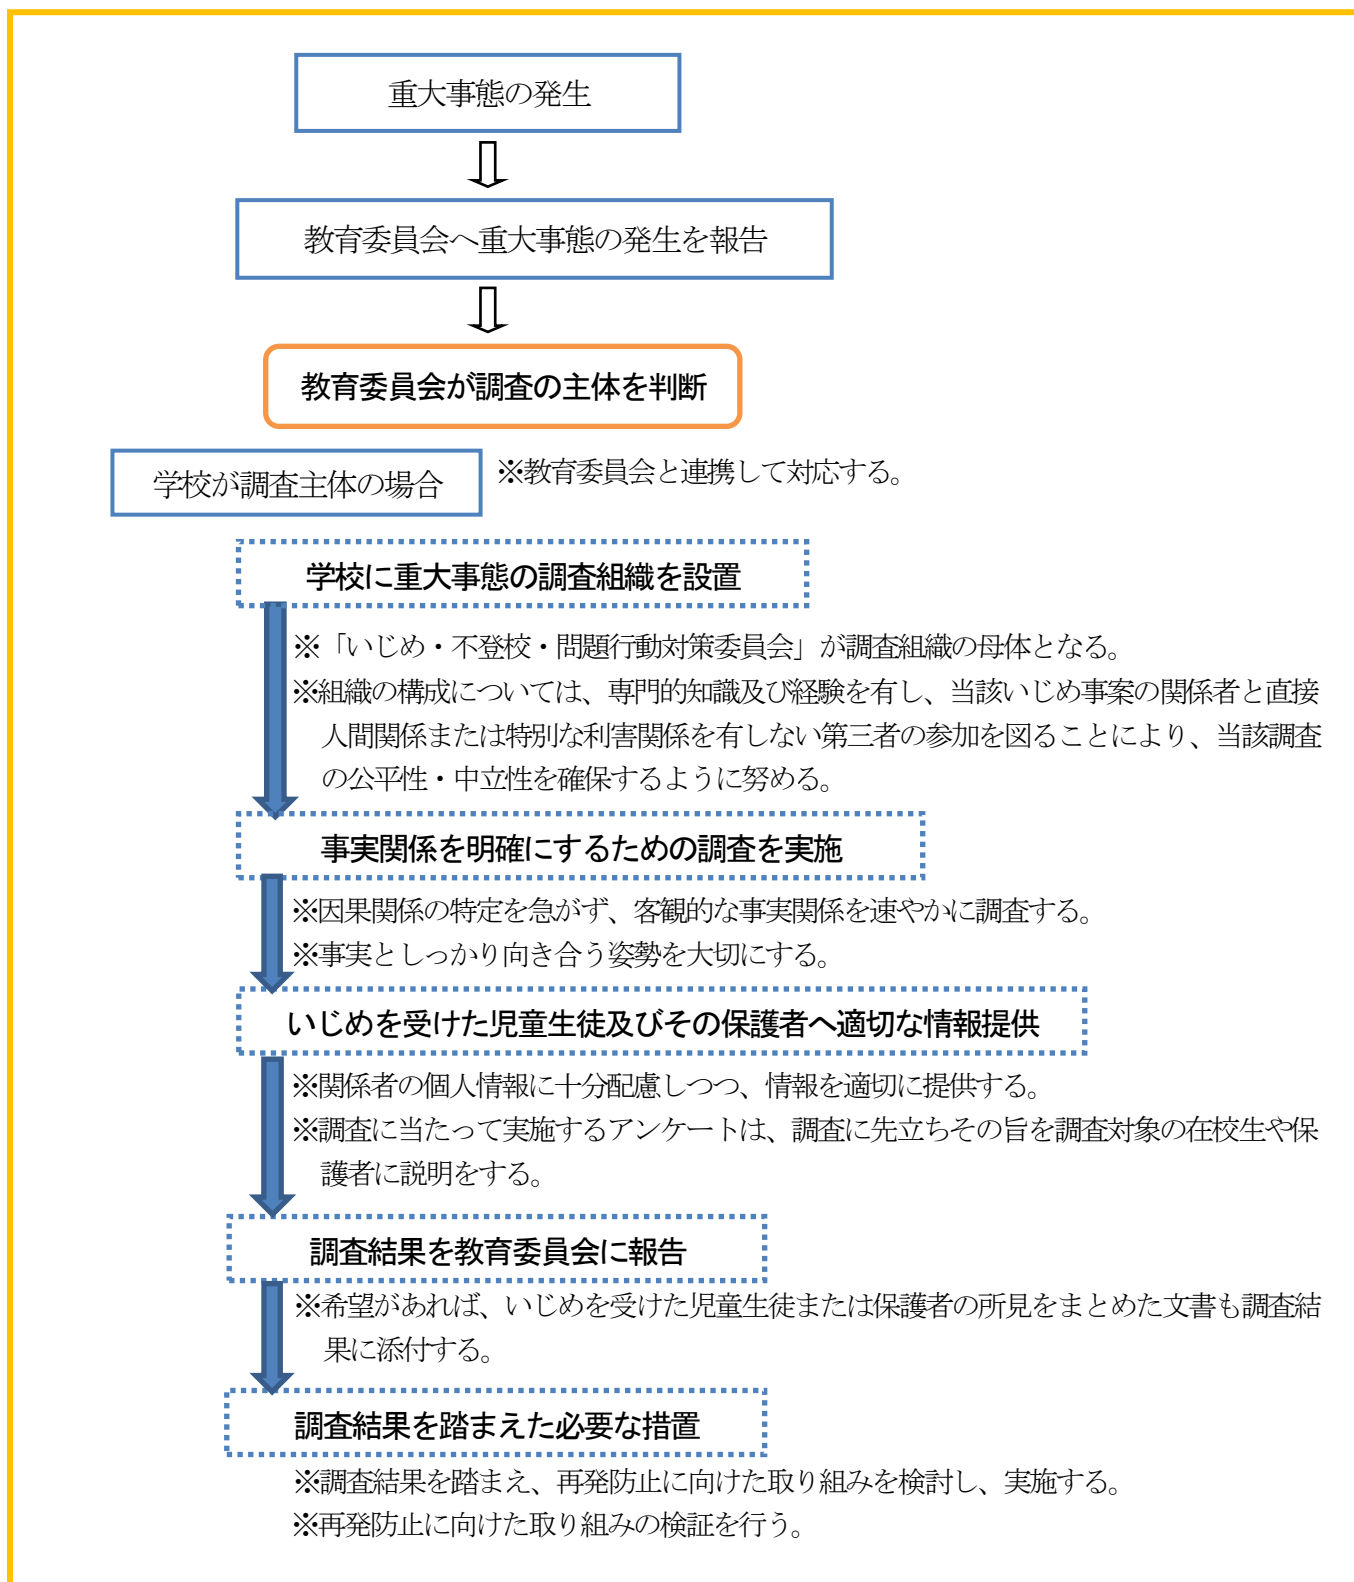 重大事態の発生
教育委員会へ重大事態の発生を報告
教育委員会が調査の主体を判断
学校が調査主体の場合
※教育委員会と連携して対応する。
学校に重大事態の調査組織を設置
※「いじめ・不登校・問題行動対策委員会」が調査組織の母体となる。
※組織の構成については、専門的知識及び経験を有し、当該いじめ事案の関係者と直接
人間関係または特別な利害関係を有しない第三者の参加を図ることにより、当該調査
の公平性・中立性を確保するように努める。
事実関係を明確にするための調査を実施
※因果関係の特定を急がず、客観的な事実関係を速やかに調査する。
※事実としっかり向き合う姿勢を大切にする。
いじめを受けた児童生徒及びその保護者へ適切な情報提供
※関係者の個人情報に十分配慮しつつ、情報を適切に提供する。
※調査に当たって実施するアンケートは、調査に先立ちその旨を調査対象の在校生や保
護者に説明をする。
調査結果を教育委員会に報告
※希望があれば、いじめを受けた児童生徒または保護者の所見をまとめた文書も調査結
果に添付する。
調査結果を踏まえた必要な措置
※調査結果を踏まえ、再発防止に向けた取り組みを検討し、実施する。
※再発防止に向けた取り組みの検証を行う。